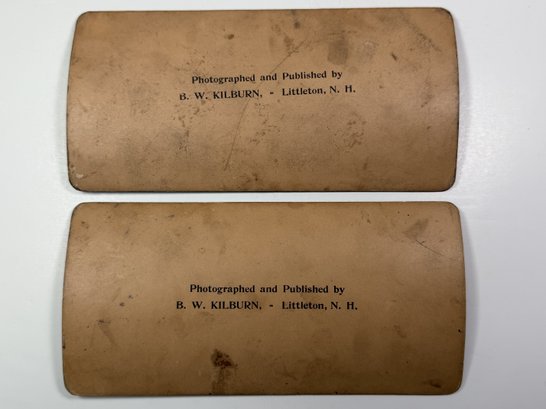 Photographed and Published by
B. W. KILBURN, - Littleton, N. H.
Photographed and Published by
B. W. KILBURN, - Littleton, N. H.